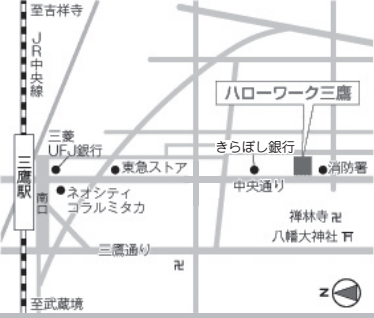 至吉祥寺
JR中央線
ハローワーク三鷹
三菱
UFJ銀行
きらぼし銀行
東急ストア
消防署
三鷹駅
南口
ネオシティ
コラルミタカ
中央通り
禅林寺卍
八幡大神社
三鷹通り
卍
N
至武蔵境